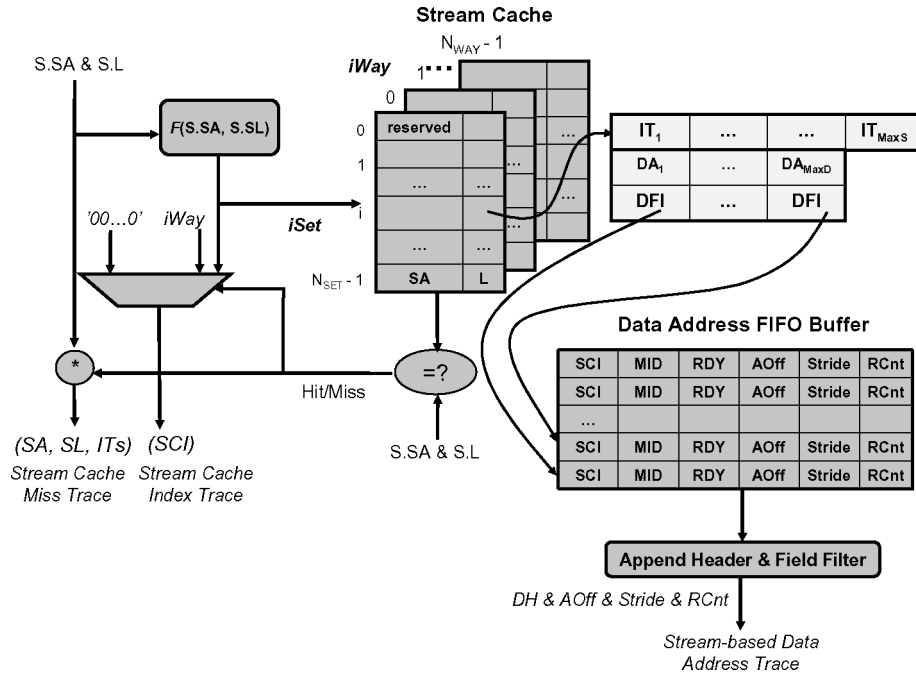 Stream Cache
N_WAY - 1
S.SA & S.L
iWay
1
0
F(S.SA, S.SL)
0
reserved
1
...
...
i
...
...
...
...
...
...
'00...0'
iWay
iSet
N_SET - 1
SA
L
IT_1
...
...
IT_MaxS
DA_1
...
DA_MaxD
DFI
...
DFI
Data Address FIFO Buffer
SCI MID RDY AOff Stride RCnt
SCI MID RDY AOff Stride RCnt
...
SCI MID RDY AOff Stride RCnt
SCI MID RDY AOff Stride RCnt
*
=?
Hit/Miss
S.SA & S.L
(SA, SL, ITs)
Stream Cache
Miss Trace
(SCI)
Stream Cache
Index Trace
Append Header & Field Filter
DH & AOff & Stride & RCnt
Stream-based Data
Address Trace